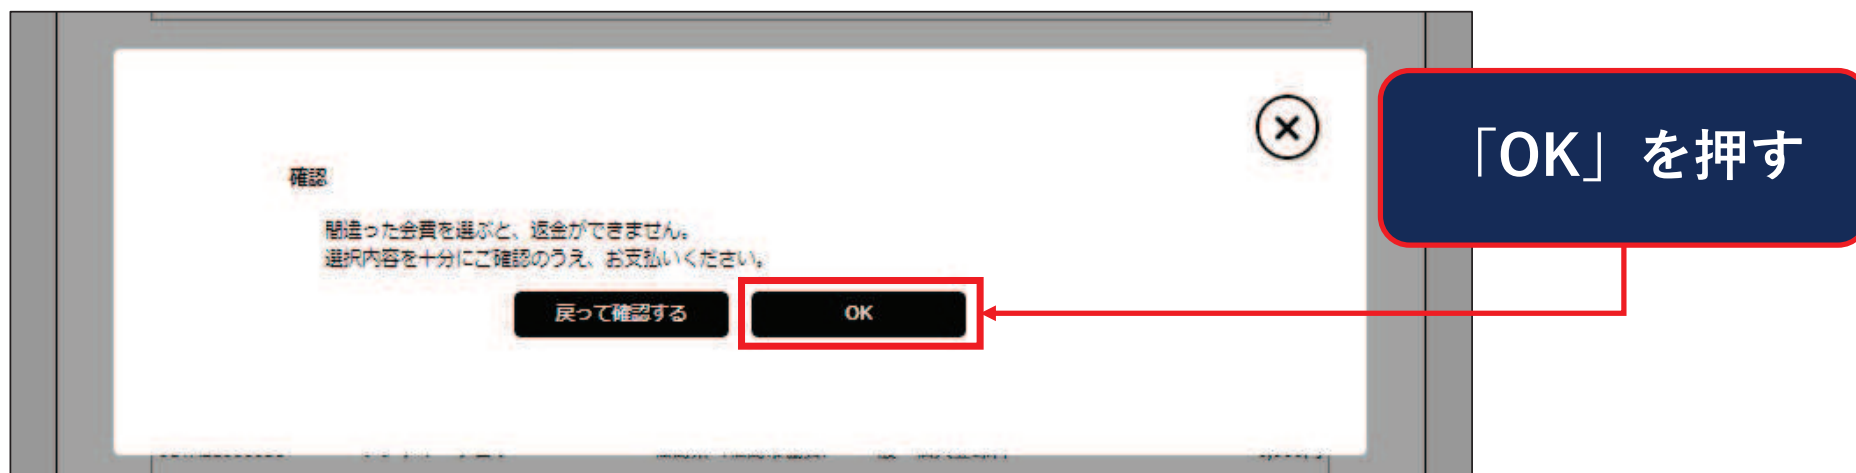 確認
間違った会費を選ぶと、返金ができません。
選択内容を十分にご確認のうえ、お支払いください。
戻って確認する
OK
「OK」を押す